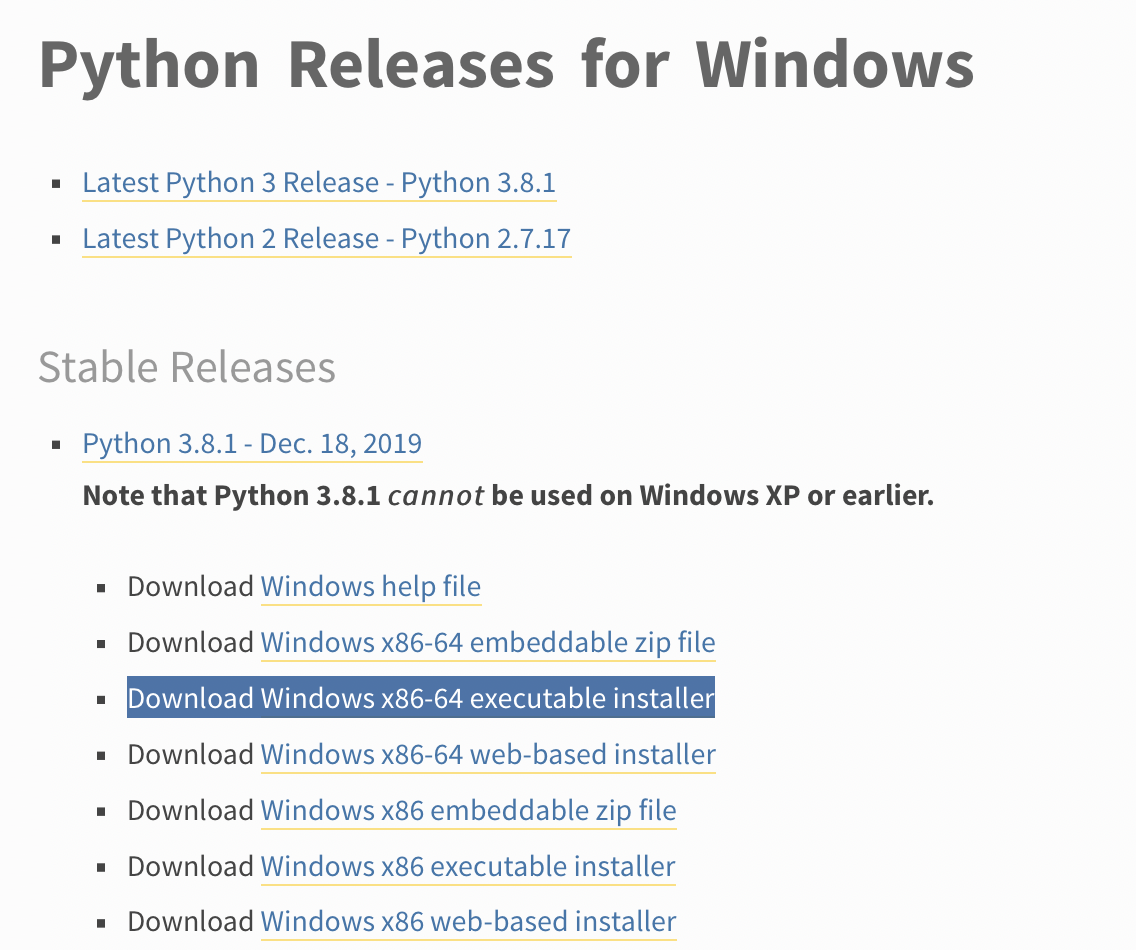 Python Releases for Windows
Latest Python 3 Release - Python 3.8.1
Latest Python 2 Release - Python 2.7.17
Stable Releases
Python 3.8.1 - Dec. 18, 2019
Note that Python 3.8.1 cannot be used on Windows XP or earlier.
Download Windows help file
Download Windows x86-64 embeddable zip file
Download Windows x86-64 executable installer
Download Windows x86-64 web-based installer
Download Windows x86 embeddable zip file
Download Windows x86 executable installer
Download Windows x86 web-based installer